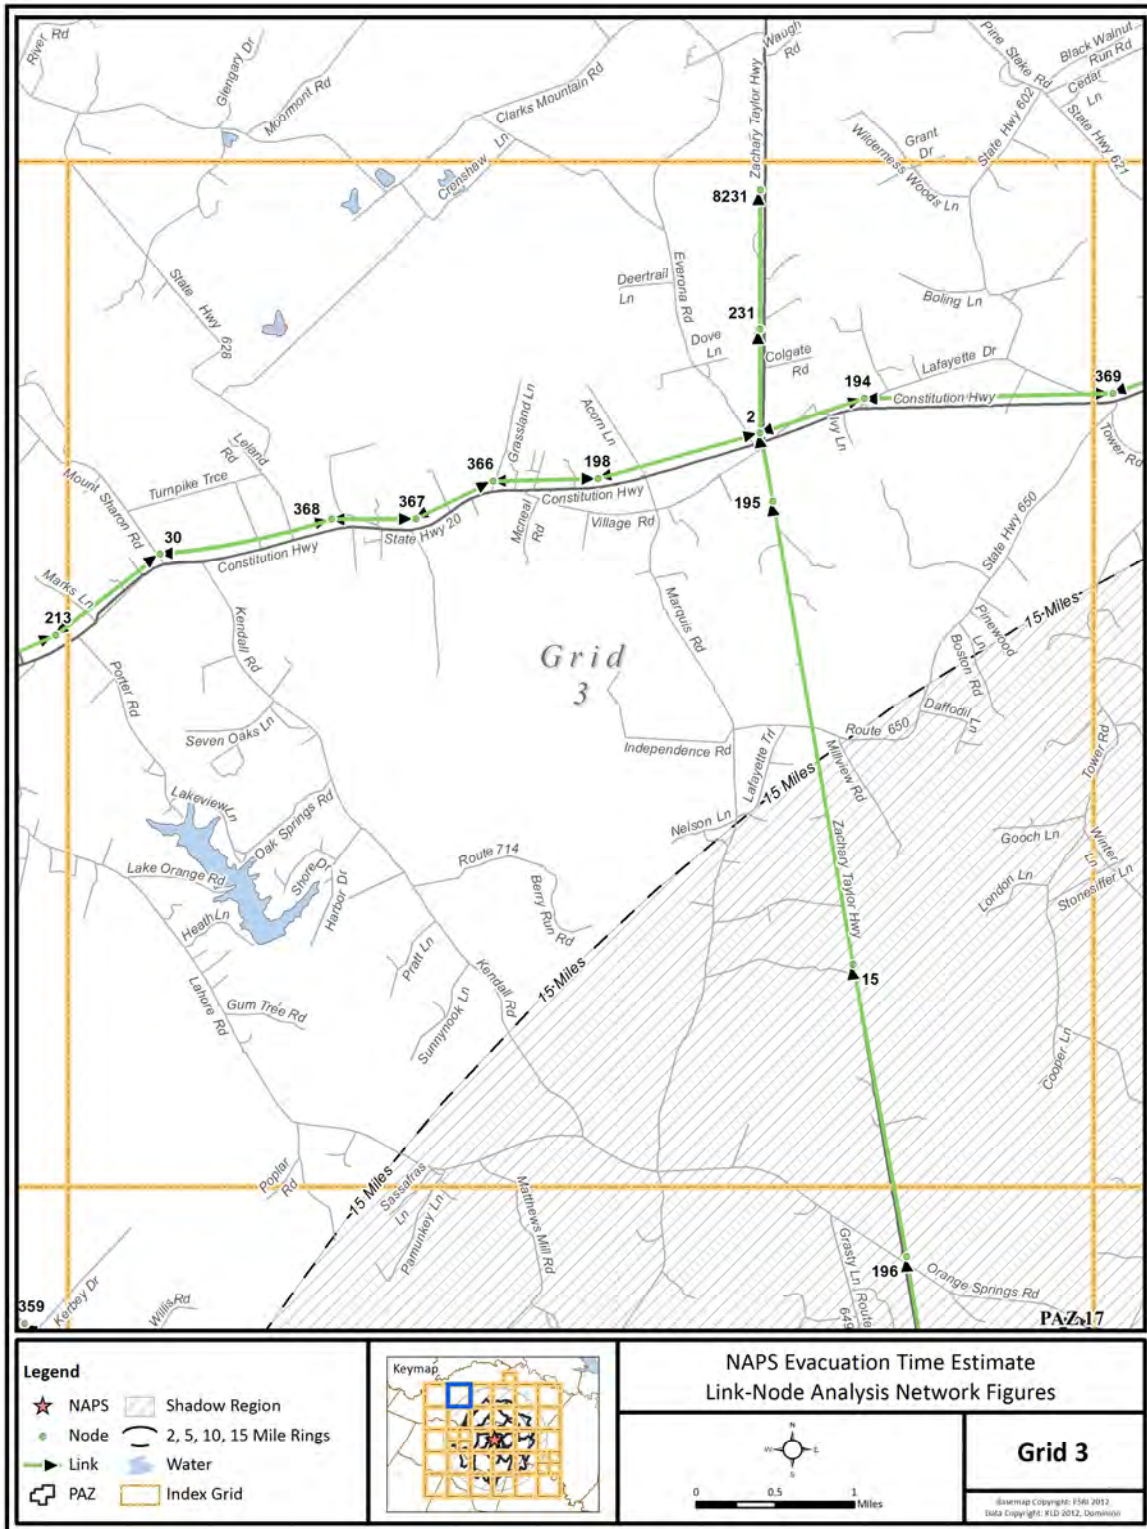 River Rd
Glengary Dr
Moormont Rd
Clarks Mountain Rd
Crenshaw Ln
Waugh Rd
Zachary Taylor Hwy
Pine Stake Rd
Black Walnut Run Rd
Cedar Ln
State Hwy 602
State Hwy 621
Grant Dr
Wilderness Woods Ln
8231
State Hwy 628
Deertrail Ln
Everona Rd
Boling Ln
231
Dove Ln
Colgate Rd
Lafayette Dr
194
369
Constitution Hwy
Grassland Ln
Acorn Ln
2
Ivy Ln
Tower Rd
Leland Rd
366
198
Mount Sharon Rd
Turnpike Trce
368
367
Constitution Hwy
Mcneal Rd
195
Village Rd
State Hwy 20
State Hwy 650
30
Constitution Hwy
Marks Ln
213
Kendall Rd
Marquis Rd
15 Miles
Pinewood Ln
Boston Rd
Porter Rd
Grid
3
Daffodil Ln
Seven Oaks Ln
Independence Rd
Lafayette Trl
Route 650
Millview Rd
Tower Rd
15 Miles
Lakeview Ln
Oak Springs Rd
Nelson Ln
Zachary Taylor Hwy
Gooch Ln
Winter Ln
Lake Orange Rd
Shore Dr
Harbor Dr
Route 714
London Ln
Stonesiffer Ln
Heath Ln
Berry Run Rd
Pratt Ln
15 Miles
Kendall Rd
15
Lahore Rd
Gum Tree Rd
Sunnynook Ln
Cooper Ln
Poplar Rd
15 Miles
Sassafras Ln
Pamunkey Ln
Matthews Mill Rd
Grasty Ln
Route 649
196
Orange Springs Rd
359
Kerbey Dr
Willis Rd
PAZ 17
Legend
NAPS
Shadow Region
Node
2, 5, 10, 15 Mile Rings
Link
Water
PAZ
Index Grid
Keymap
NAPS Evacuation Time Estimate
Link-Node Analysis Network Figures
N
W
E
S
0 0.5 1
Miles
Grid 3
Basemap Copyright: ESRI 2012
Data Copyright: KLD 2012, Dominion